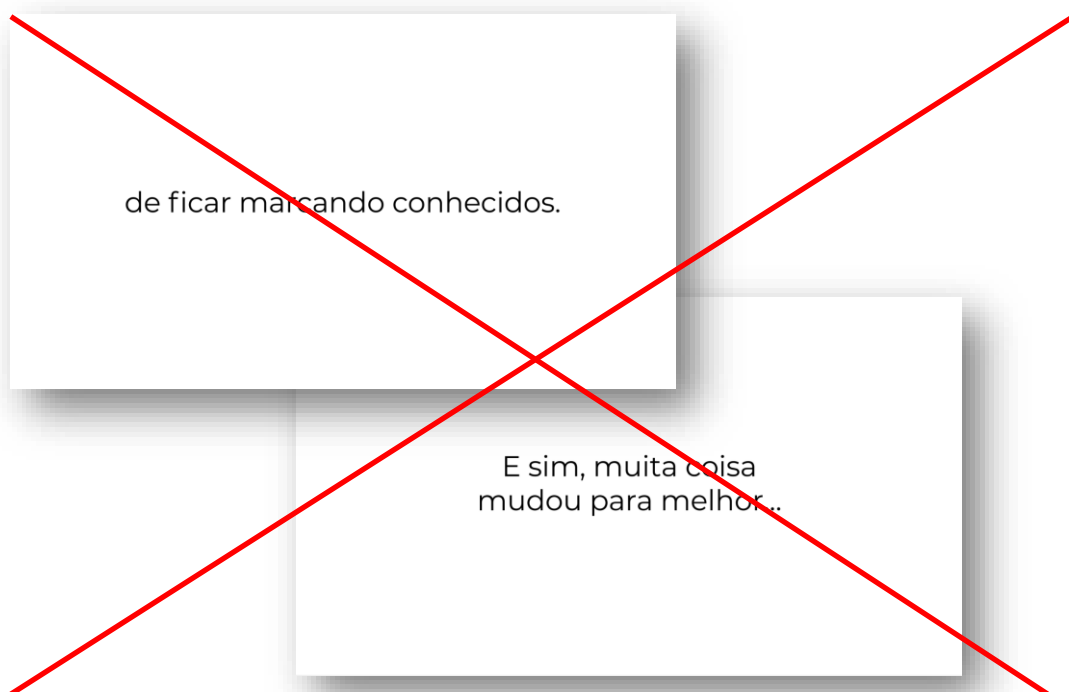 de ficar marcando conhecidos.
E sim, muita coisa
mudou para melhor...